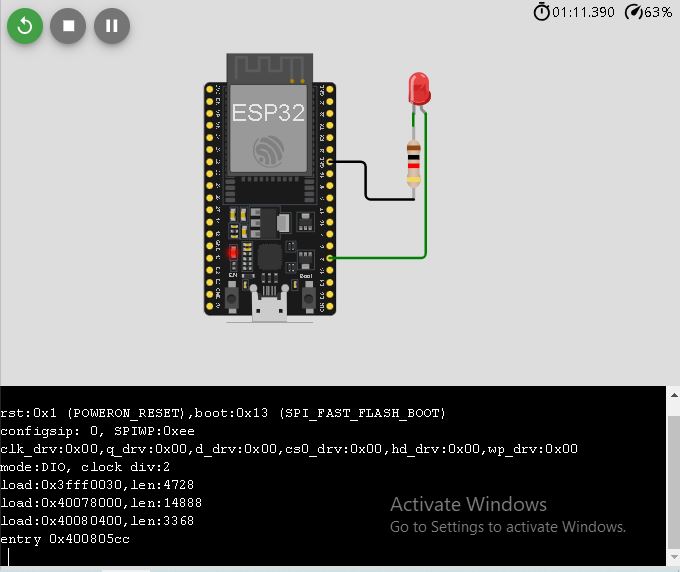 01:11.390 63%
ESP32
EN Boot
rst:0x1 (POWERON_RESET),boot:0x13 (SPI_FAST_FLASH_BOOT)
configsip: 0, SPIWP:0xee
clk_drv:0x00,q_drv:0x00,d_drv:0x00,cs0_drv:0x00,hd_drv:0x00,wp_drv:0x00
mode:DIO, clock div:2
load:0x3fff0030,len:4728
load:0x40078000,len:14888
load:0x40080400,len:3368
entry 0x400805cc
Activate Windows
Go to Settings to activate Windows.